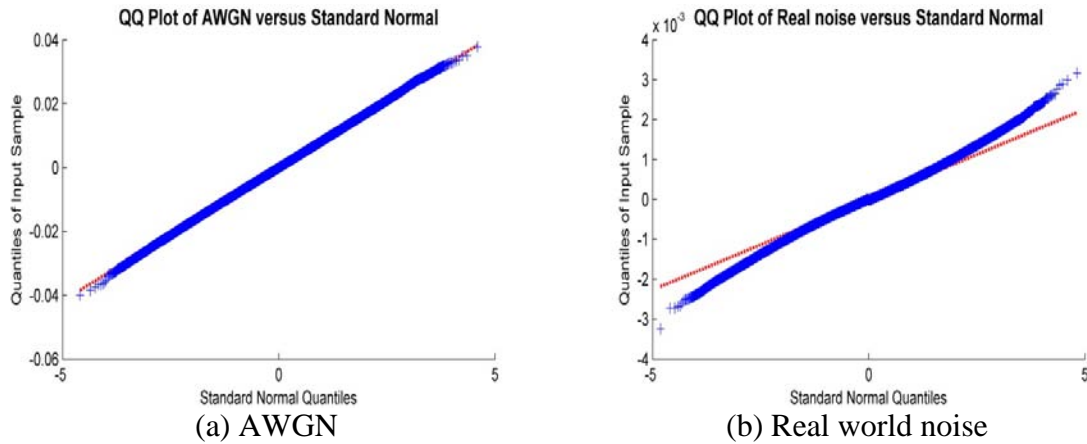 QQ Plot of AWGN versus Standard Normal
0.04
0.02
0
-0.02
-0.04
-0.06
-5
0
5
Quantiles of Input Sample
Standard Normal Quantiles
(a) AWGN
QQ Plot of Real noise versus Standard Normal
x 10^-3
4
3
2
1
0
-1
-2
-3
-4
-5
0
5
Quantiles of Input Sample
Standard Normal Quantiles
(b) Real world noise